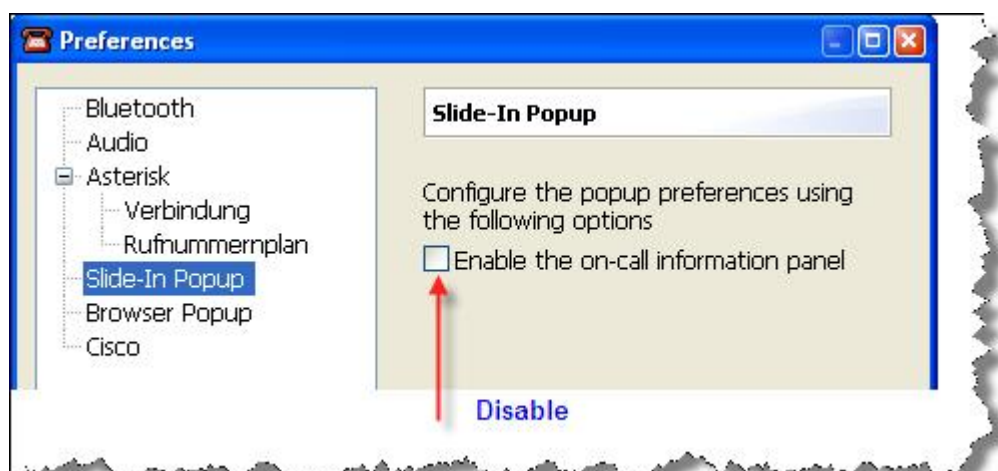 Preferences
Bluetooth
Audio
Asterisk
Verbindung
Rufnummernplan
Slide-In Popup
Browser Popup
Cisco
Slide-In Popup
Configure the popup preferences using
the following options
Enable the on-call information panel
Disable